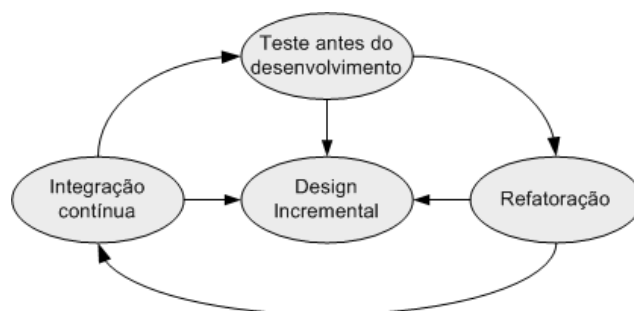 Teste antes do
desenvolvimento
Integração
contínua
Design
Incremental
Refatoração